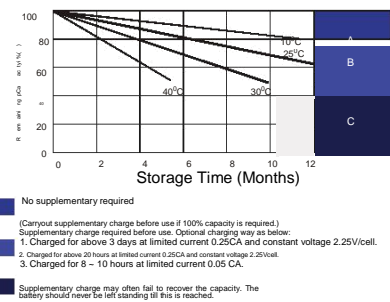 100
80
60
40
20
0
Remaining Capacity(%)
10°C
25°C
30°C
40°C
A
B
C
0 2 4 6 8 10 12
Storage Time (Months)
No supplementary required
(Carryout supplementary charge before use if 100% capacity is required.)
Supplementary charge required before use. Optional charging way as below:
1. Charged for above 3 days at limited current 0.25CA and constant voltage 2.25V/cell.
2. Charged for above 20 hours at limited current 0.25CA and constant voltage 2.25V/cell.
3. Charged for 8 ~ 10 hours at limited current 0.05 CA.
Supplementary charge may often fail to recover the capacity. The
battery should never be left standing till this is reached.